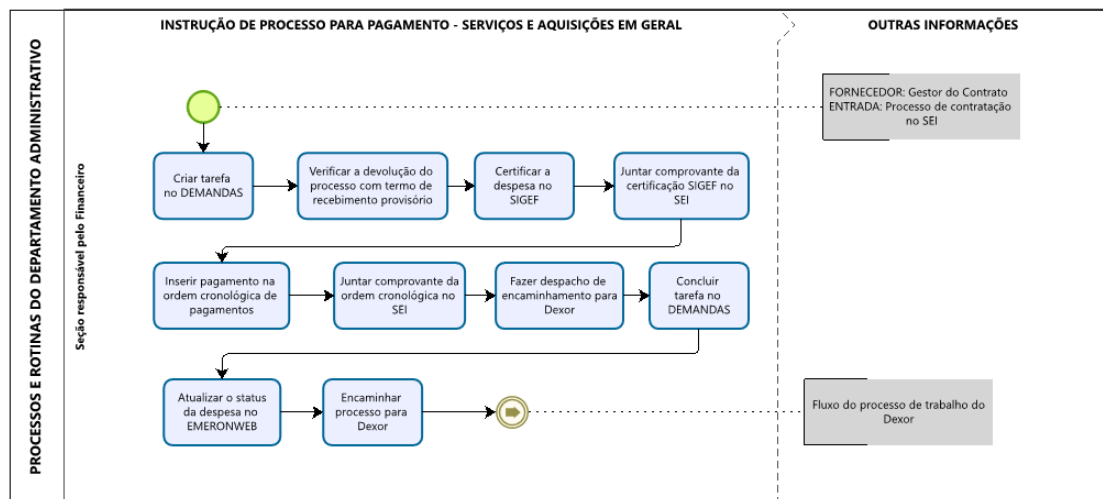 INSTRUÇÃO DE PROCESSO PARA PAGAMENTO - SERVIÇOS E AQUISIÇÕES EM GERAL
OUTRAS INFORMAÇÕES
PROCESSOS E ROTINAS DO DEPARTAMENTO ADMINISTRATIVO
Seção responsável pelo Financeiro
FORNECEDOR: Gestor do Contrato
ENTRADA: Processo de contratação
no SEI
Criar tarefa
no DEMANDAS
Verificar a devolução do
processo com termo de
recebimento provisório
Certificar a
despesa no
SIGEF
Juntar comprovante da
certificação SIGEF no
SEI
Inserir pagamento na
ordem cronológica de
pagamentos
Juntar comprovante da
ordem cronológica no
SEI
Fazer despacho de
encaminhamento para
Dexor
Concluir
tarefa no
DEMANDAS
Atualizar o status
da despesa no
EMERONWEB
Encaminhar
processo para
Dexor
Fluxo do processo de trabalho do
Dexor